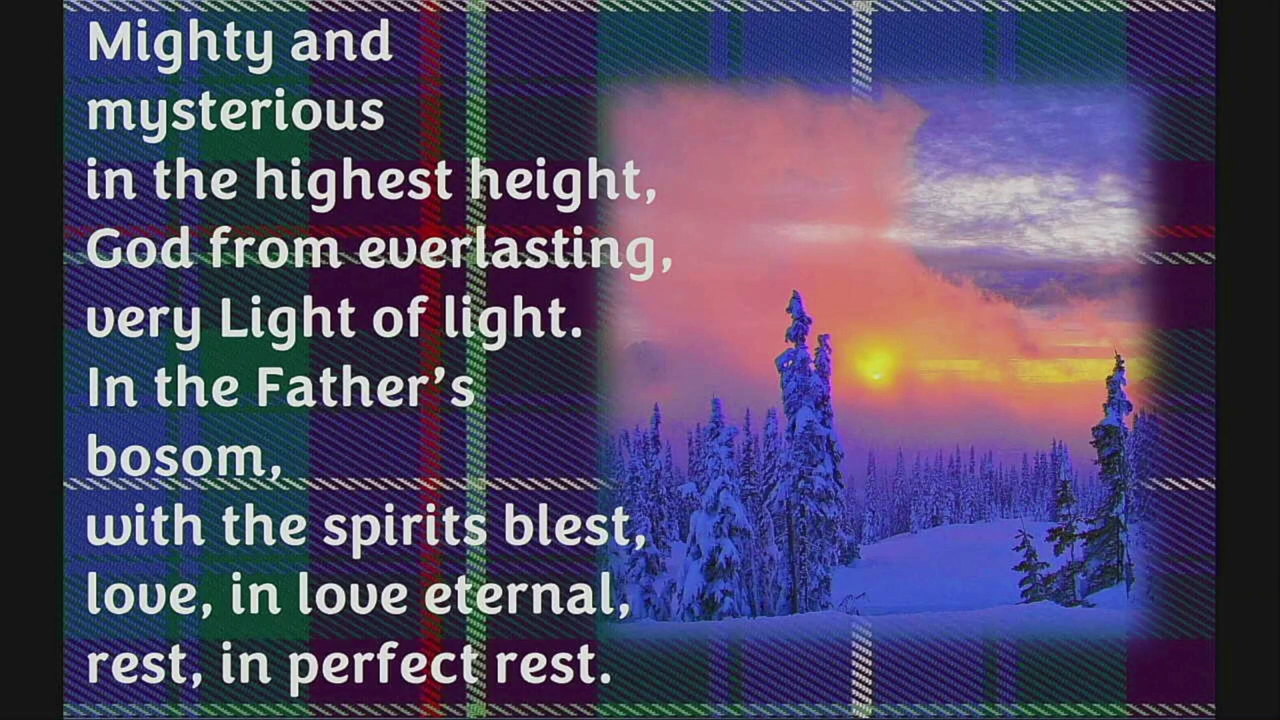 Mighty and
mysterious
in the highest height,
God from everlasting,
very Light of light.
In the Father’s
bosom,
with the spirits blest,
love, in love eternal,
rest, in perfect rest.